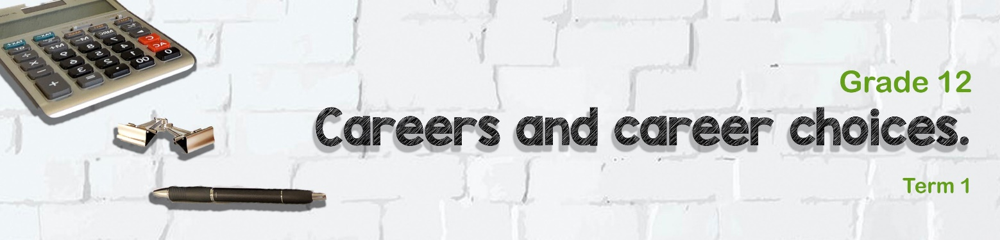 Grade 12
Careers and career choices.
Term 1